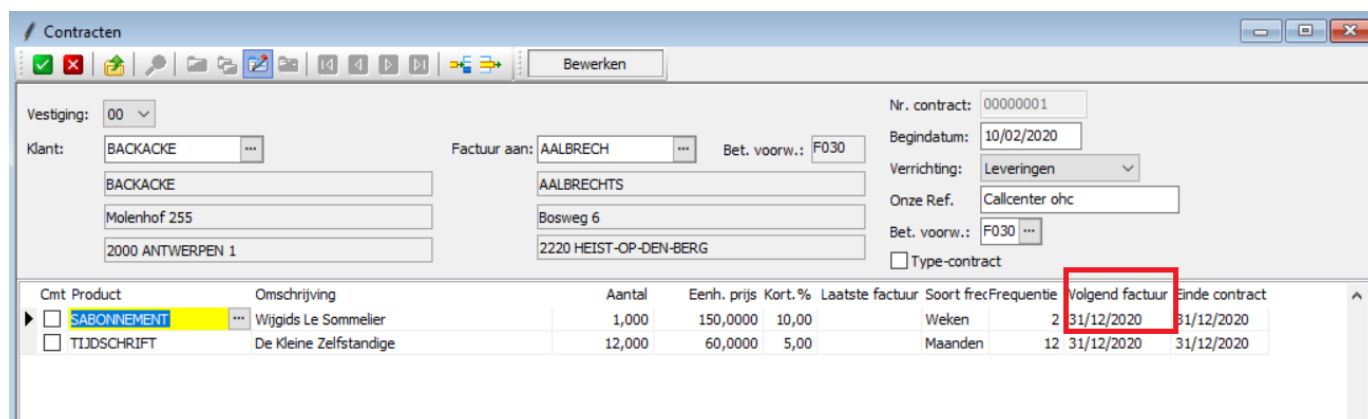 Contracten
Bewerken
Vestiging: 00
Nr. contract: 00000001
Klant: BACKACKE ... Factuur aan: AALBRECH ... Bet. voorw.: F030
Begindatum: 10/02/2020
BACKACKE AALBRECHTS
Verrichting: Leveringen
Molenhof 255 Bosweg 6
Onze Ref. Callcenter ohc
2000 ANTWERPEN 1 2220 HEIST-OP-DEN-BERG
Bet. voorw.: F030 ...
Type-contract
Cmt Product Omschrijving Aantal Eenh. prijs Kort.% Laatste factuur Soort frec Frequentie Volgend factuur Einde contract
SABONNEMENT ... Wijgids Le Sommelier 1,000 150,0000 10,00 Weken 2 31/12/2020 31/12/2020
TIJDSCHRIFT De Kleine Zelfstandige 12,000 60,0000 5,00 Maanden 12 31/12/2020 31/12/2020